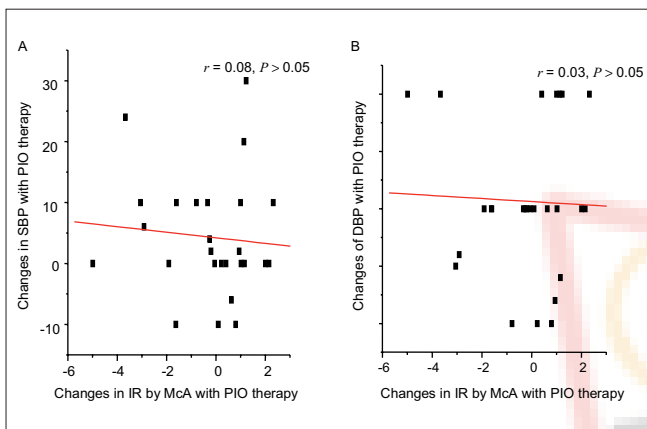 A
r = 0.08, P > 0.05
Changes in SBP with PIO therapy
30
20
10
0
-10
-6 -4 -2 0 2
Changes in IR by McA with PIO therapy
B
r = 0.03, P > 0.05
Changes of DBP with PIO therapy
-6 -4 -2 0 2
Changes in IR by McA with PIO therapy